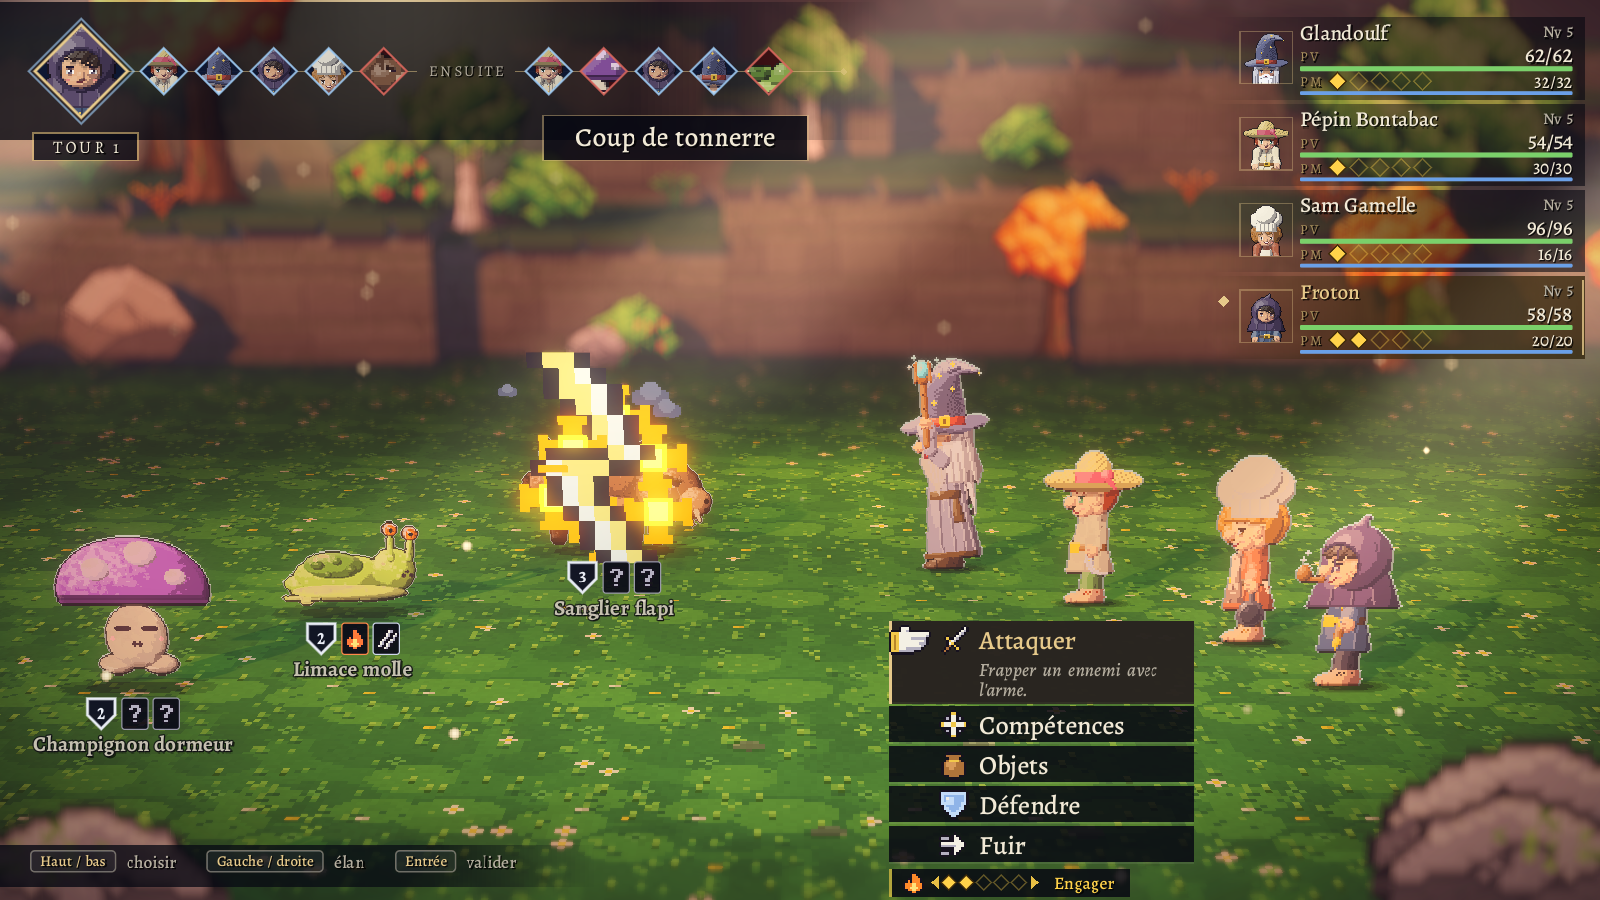 ENSUITE
TOUR 1
Coup de tonnerre
Glandoulf Nv 5
PV 62/62
PM 32/32
Pépin Bontabac Nv 5
PV 54/54
PM 30/30
Sam Gamelle Nv 5
PV 96/96
PM 16/16
Froton Nv 5
PV 58/58
PM 20/20
3 ? ?
Sanglier flapi
2
Limace molle
2 ? ?
Champignon dormeur
Attaquer
Frapper un ennemi avec
l'arme.
Compétences
Objets
Défendre
Fuir
Engager
Haut / bas choisir Gauche / droite élan Entrée valider